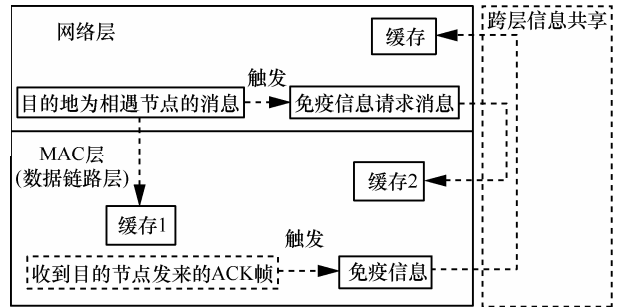 网络层
缓存
跨层信息共享
触发
目的地为相遇节点的消息
免疫信息请求消息
MAC层
(数据链路层)
缓存2
缓存1
触发
收到目的节点发来的ACK帧
免疫信息